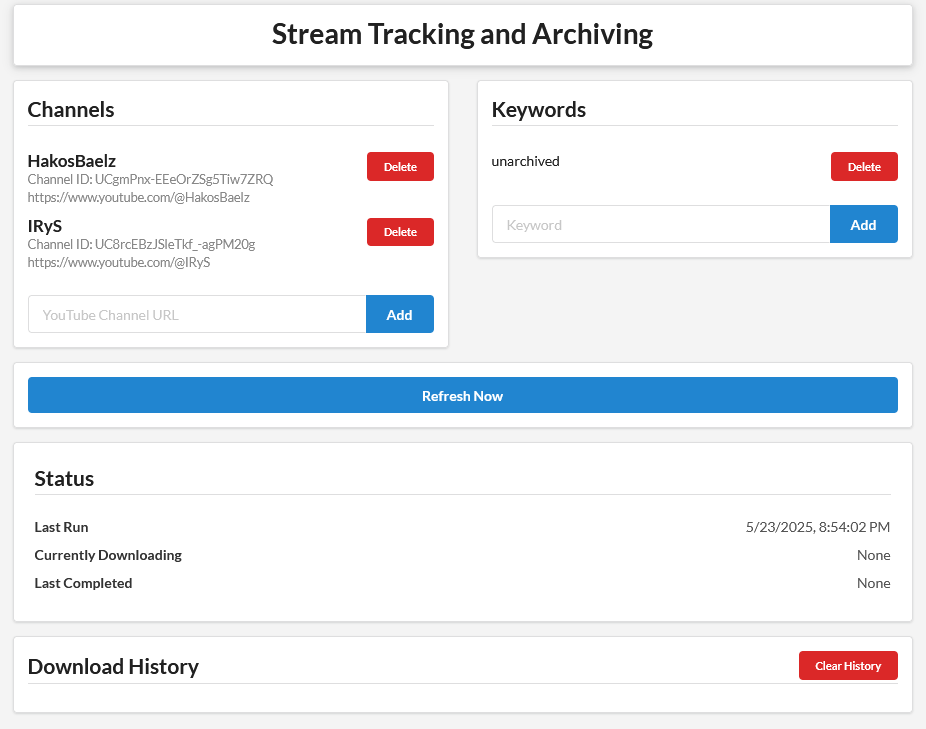 Stream Tracking and Archiving
Channels
HakosBaelz
Delete
Channel ID: UCgmPnx-EEeOrZSg5Tiw7ZRQ
https://www.youtube.com/@HakosBaelz
IRyS
Delete
Channel ID: UC8rcEBzJSleTkf_-agPM20g
https://www.youtube.com/@IRyS
YouTube Channel URL
Add
Keywords
unarchived
Delete
Keyword
Add
Refresh Now
Status
Last Run 5/23/2025, 8:54:02 PM
Currently Downloading None
Last Completed None
Download History
Clear History